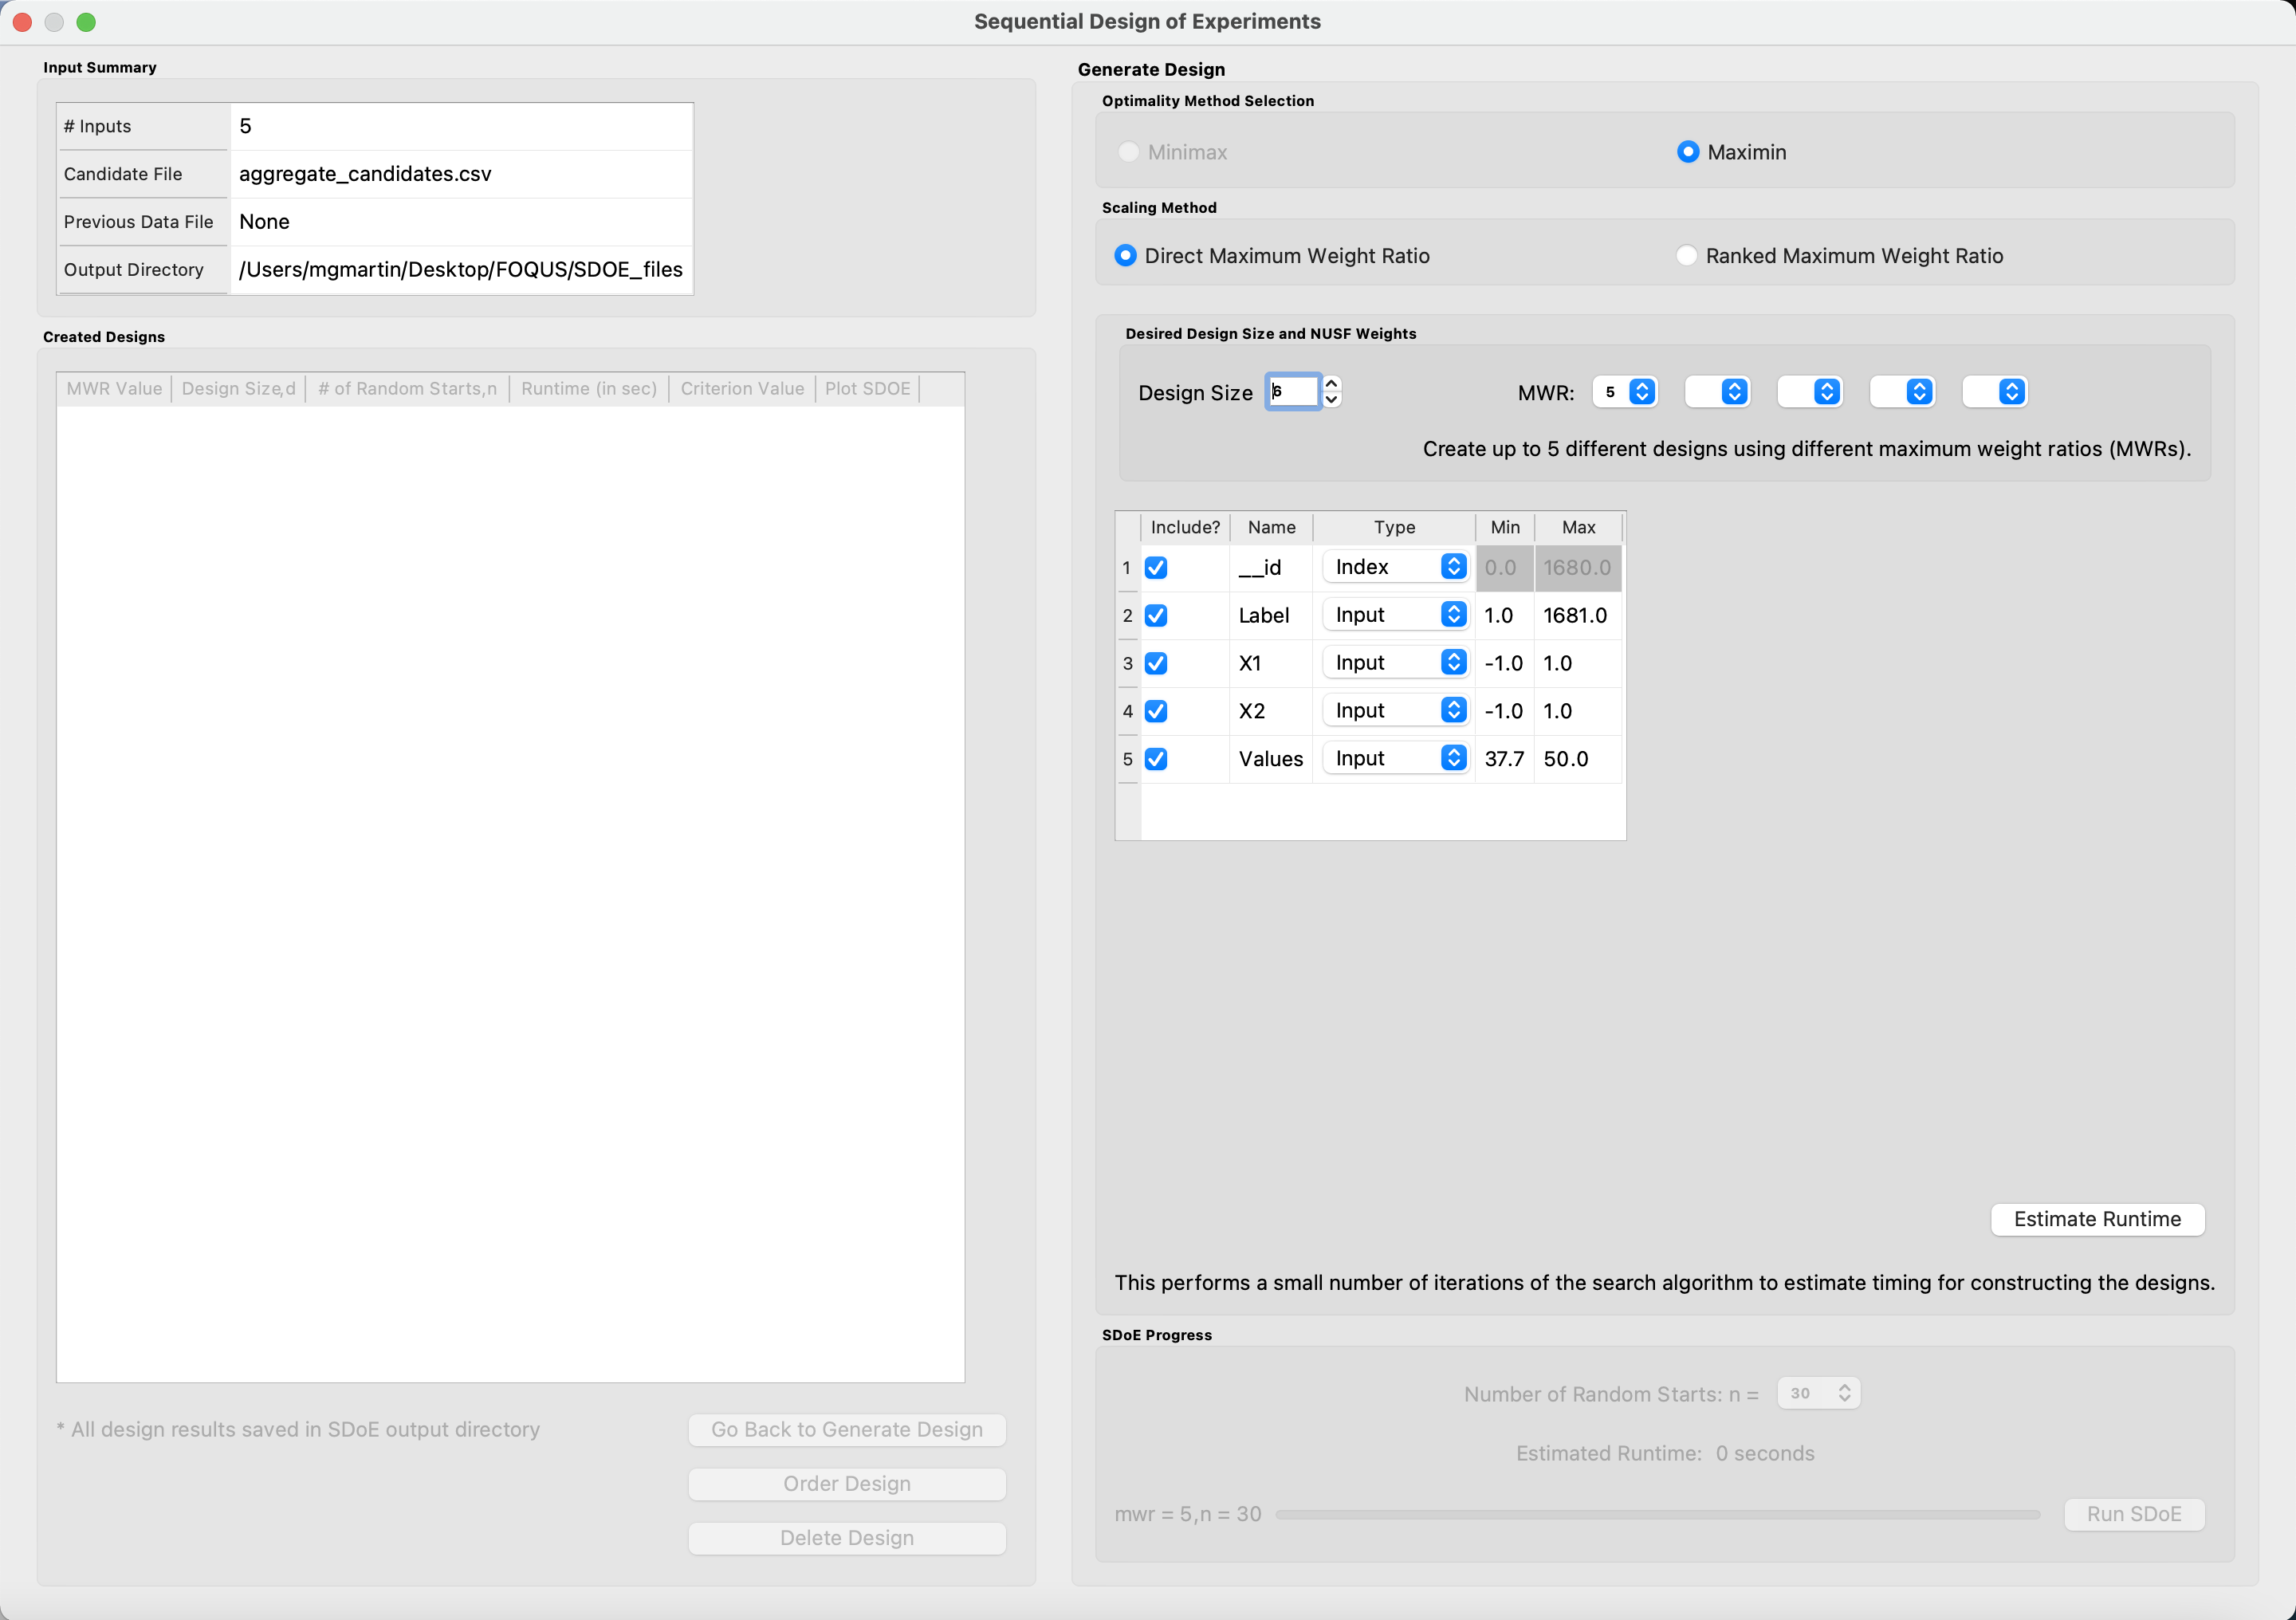 Sequential Design of Experiments
Input Summary
# Inputs 5
Candidate File aggregate_candidates.csv
Previous Data File None
Output Directory /Users/mgmartin/Desktop/FOQUS/SDOE_files
Created Designs
MWR Value Design Size,d # of Random Starts,n Runtime (in sec) Criterion Value Plot SDOE
* All design results saved in SDoE output directory
Go Back to Generate Design
Order Design
Delete Design
Generate Design
Optimality Method Selection
Minimax Maximin
Scaling Method
Direct Maximum Weight Ratio Ranked Maximum Weight Ratio
Desired Design Size and NUSF Weights
Design Size 6 MWR: 5
Create up to 5 different designs using different maximum weight ratios (MWRs).
Include? Name Type Min Max
1 __id Index 0.0 1680.0
2 Label Input 1.0 1681.0
3 X1 Input -1.0 1.0
4 X2 Input -1.0 1.0
5 Values Input 37.7 50.0
Estimate Runtime
This performs a small number of iterations of the search algorithm to estimate timing for constructing the designs.
SDoE Progress
Number of Random Starts: n = 30
Estimated Runtime: 0 seconds
mwr = 5,n = 30 Run SDoE